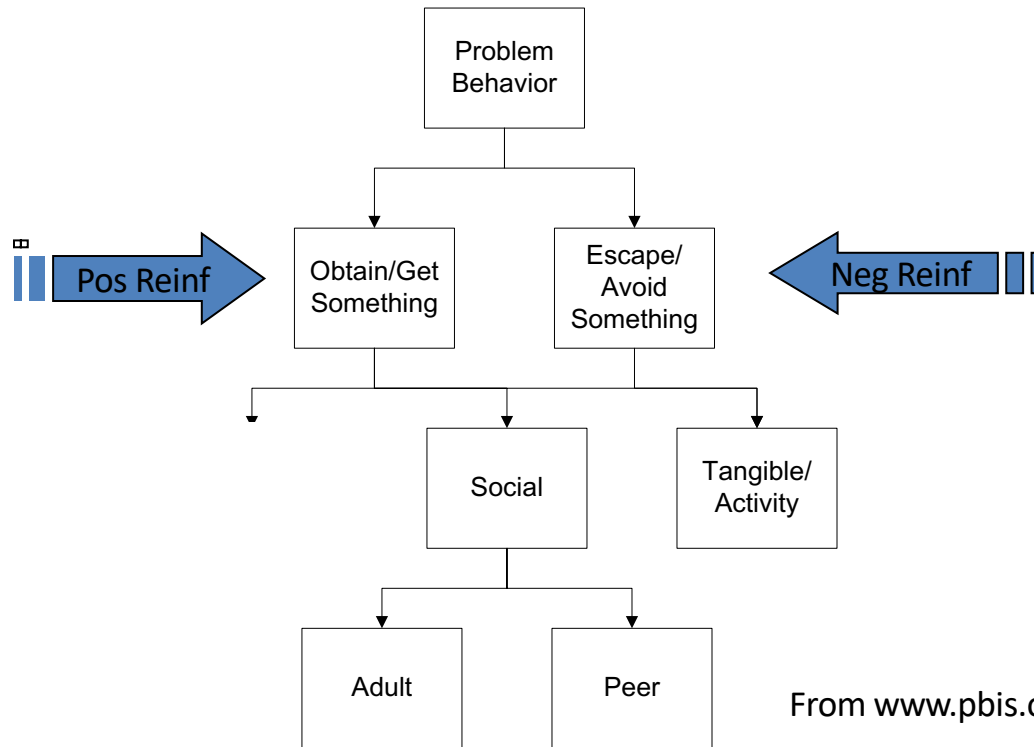 Problem
Behavior
Pos Reinf
Obtain/Get
Something
Escape/
Avoid
Something
Neg Reinf
Social
Tangible/
Activity
Adult
Peer
From www.pbis.